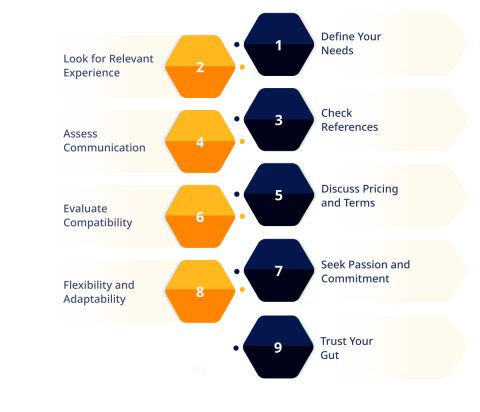 1
Define Your
Needs
2
Look for Relevant
Experience
3
Check
References
4
Assess
Communication
5
Discuss Pricing
and Terms
6
Evaluate
Compatibility
7
Seek Passion and
Commitment
8
Flexibility and
Adaptability
9
Trust Your
Gut